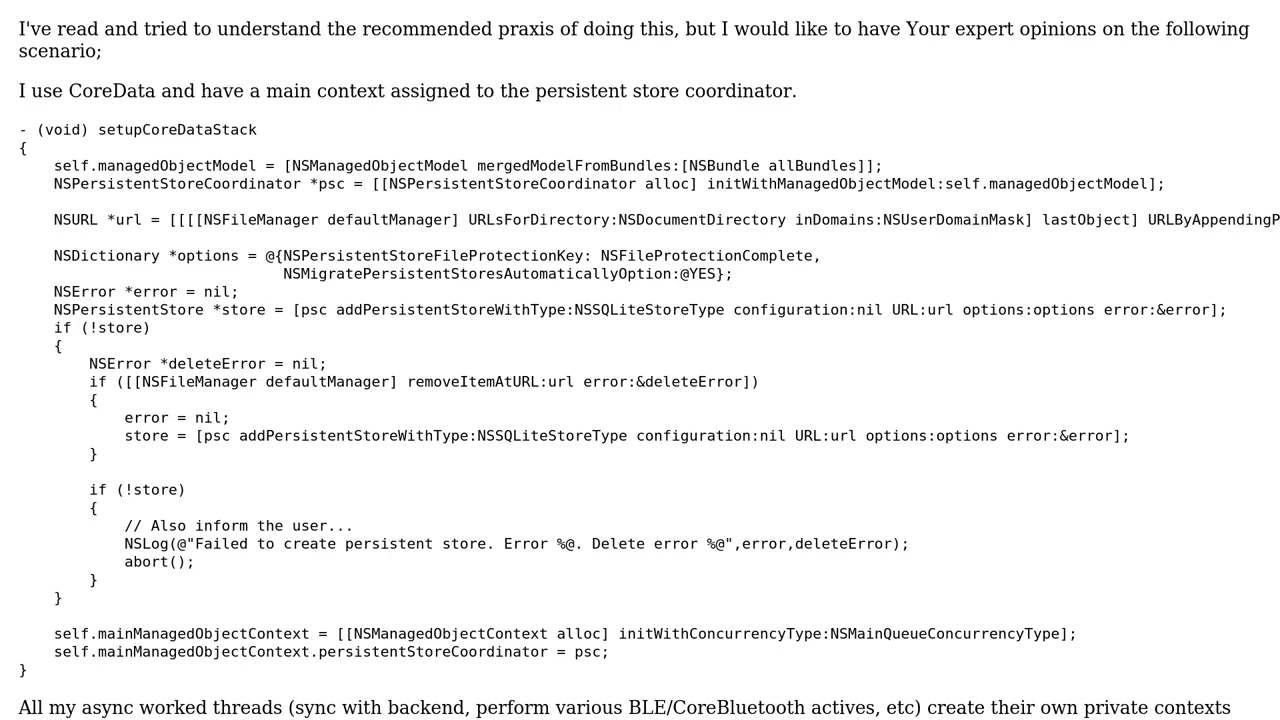 I've read and tried to understand the recommended praxis of doing this, but I would like to have Your expert opinions on the following
scenario;
I use CoreData and have a main context assigned to the persistent store coordinator.
- (void) setupCoreDataStack
{
    self.managedObjectModel = [NSManagedObjectModel mergedModelFromBundles:[NSBundle allBundles]];
    NSPersistentStoreCoordinator *psc = [[NSPersistentStoreCoordinator alloc] initWithManagedObjectModel:self.managedObjectModel];
    NSURL *url = [[[[NSFileManager defaultManager] URLsForDirectory:NSDocumentDirectory inDomains:NSUserDomainMask] lastObject] URLByAppendingP
    NSDictionary *options = @{NSPersistentStoreFileProtectionKey: NSFileProtectionComplete,
                              NSMigratePersistentStoresAutomaticallyOption:@YES};
    NSError *error = nil;
    NSPersistentStore *store = [psc addPersistentStoreWithType:NSSQLiteStoreType configuration:nil URL:url options:options error:&error];
    if (!store)
    {
        NSError *deleteError = nil;
        if ([[NSFileManager defaultManager] removeItemAtURL:url error:&deleteError])
        {
            error = nil;
            store = [psc addPersistentStoreWithType:NSSQLiteStoreType configuration:nil URL:url options:options error:&error];
        }
        if (!store)
        {
            // Also inform the user...
            NSLog(@"Failed to create persistent store. Error %@. Delete error %@",error,deleteError);
            abort();
        }
    }
    self.mainManagedObjectContext = [[NSManagedObjectContext alloc] initWithConcurrencyType:NSMainQueueConcurrencyType];
    self.mainManagedObjectContext.persistentStoreCoordinator = psc;
}
All my async worked threads (sync with backend, perform various BLE/CoreBluetooth actives, etc) create their own private contexts